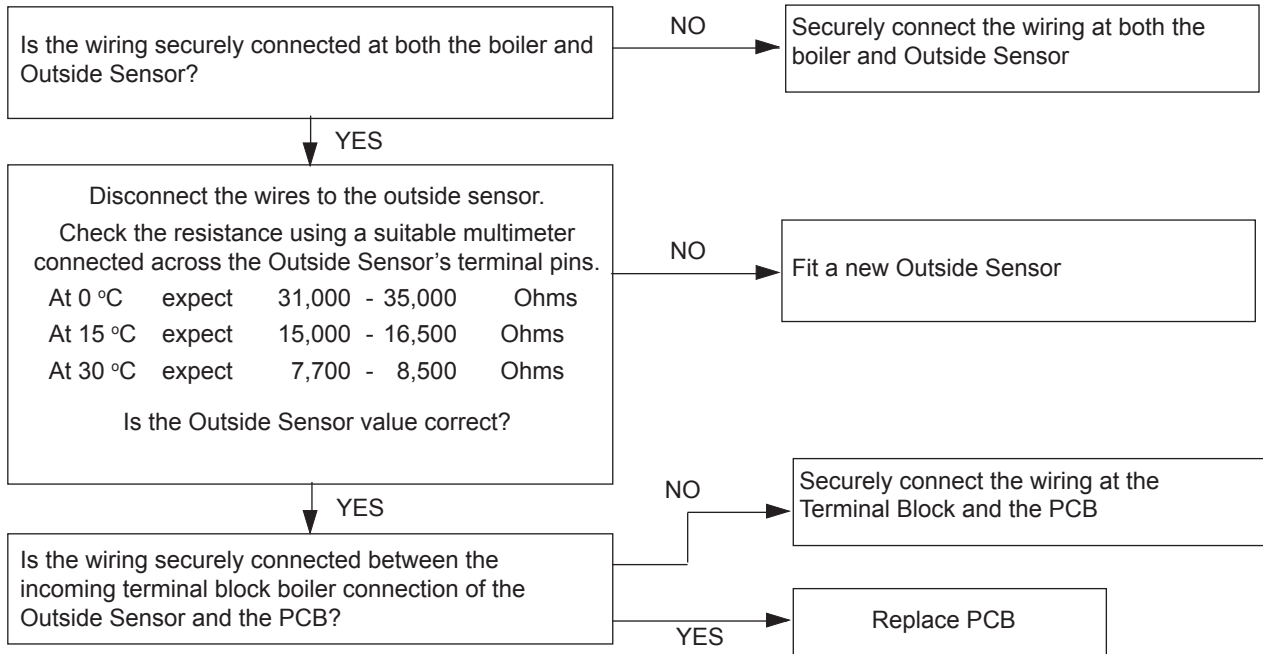 Is the wiring securely connected at both the boiler and
Outside Sensor?
NO
Securely connect the wiring at both the
boiler and Outside Sensor
YES
Disconnect the wires to the outside sensor.
Check the resistance using a suitable multimeter
connected across the Outside Sensor’s terminal pins.
At 0 °C expect 31,000 - 35,000 Ohms
At 15 °C expect 15,000 - 16,500 Ohms
At 30 °C expect 7,700 - 8,500 Ohms
Is the Outside Sensor value correct?
NO
Fit a new Outside Sensor
YES
Is the wiring securely connected between the
incoming terminal block boiler connection of the
Outside Sensor and the PCB?
NO
Securely connect the wiring at the
Terminal Block and the PCB
YES
Replace PCB